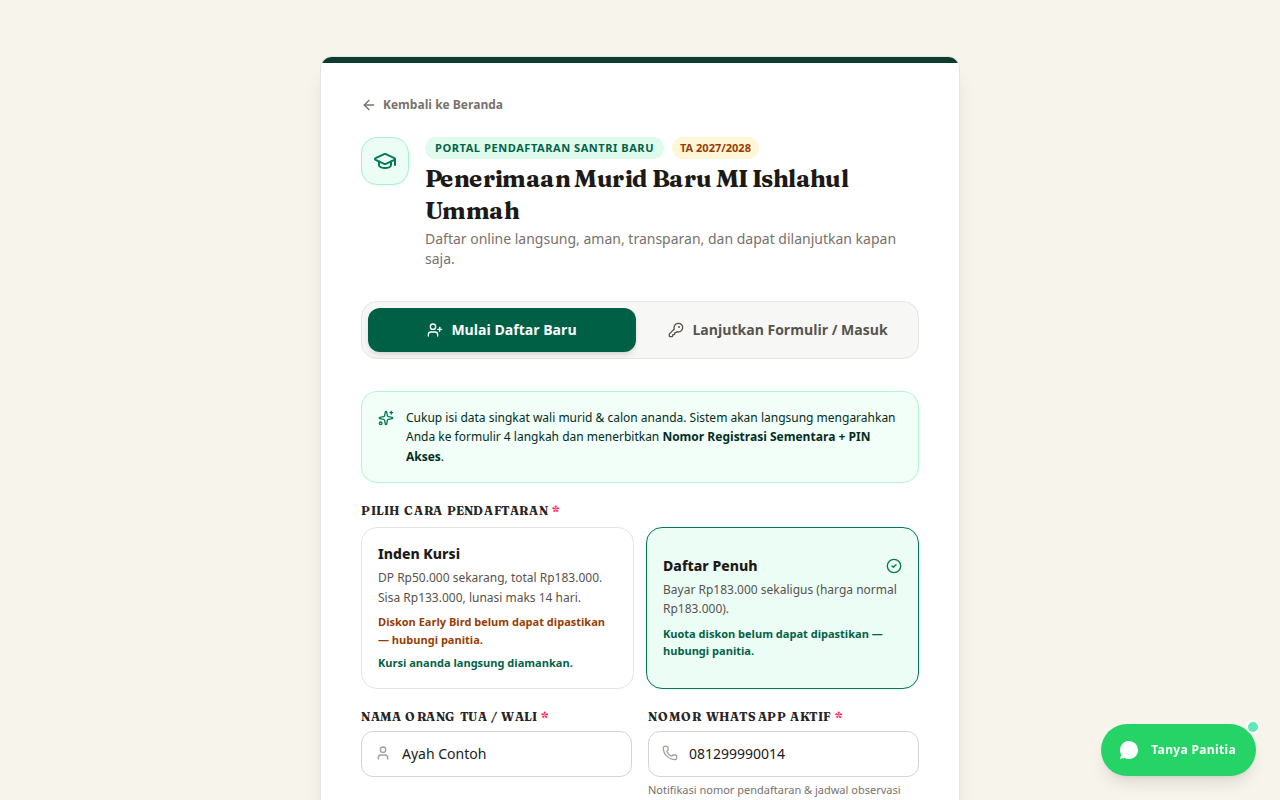 Kembali ke Beranda
PORTAL PENDAFTARAN SANTRI BARU
TA 2027/2028
Penerimaan Murid Baru MI Ishlahul
Ummah
Daftar online langsung, aman, transparan, dan dapat dilanjutkan kapan
saja.
Mulai Daftar Baru
Lanjutkan Formulir / Masuk
Cukup isi data singkat wali murid & calon ananda. Sistem akan langsung mengarahkan
Anda ke formulir 4 langkah dan menerbitkan Nomor Registrasi Sementara + PIN
Akses.
PILIH CARA PENDAFTARAN *
Inden Kursi
DP Rp50.000 sekarang, total Rp183.000.
Sisa Rp133.000, lunasi maks 14 hari.
Diskon Early Bird belum dapat dipastikan
— hubungi panitia.
Kursi ananda langsung diamankan.
Daftar Penuh
Bayar Rp183.000 sekaligus (harga normal
Rp183.000).
Kuota diskon belum dapat dipastikan —
hubungi panitia.
NAMA ORANG TUA / WALI *
Ayah Contoh
NOMOR WHATSAPP AKTIF *
081299990014
Notifikasi nomor pendaftaran & jadwal observasi
Tanya Panitia